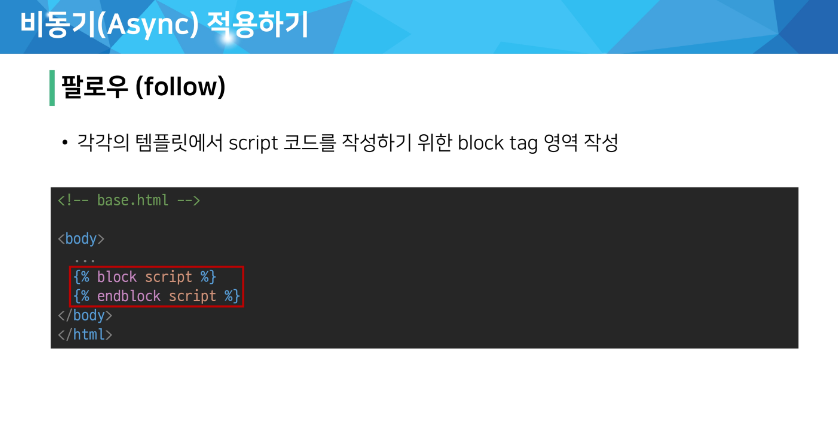 비동기(Async) 적용하기
팔로우 (follow)
• 각각의 템플릿에서 script 코드를 작성하기 위한 block tag 영역 작성
<!-- base.html -->
<body>
...
{% block script %}
{% endblock script %}
</body>
</html>